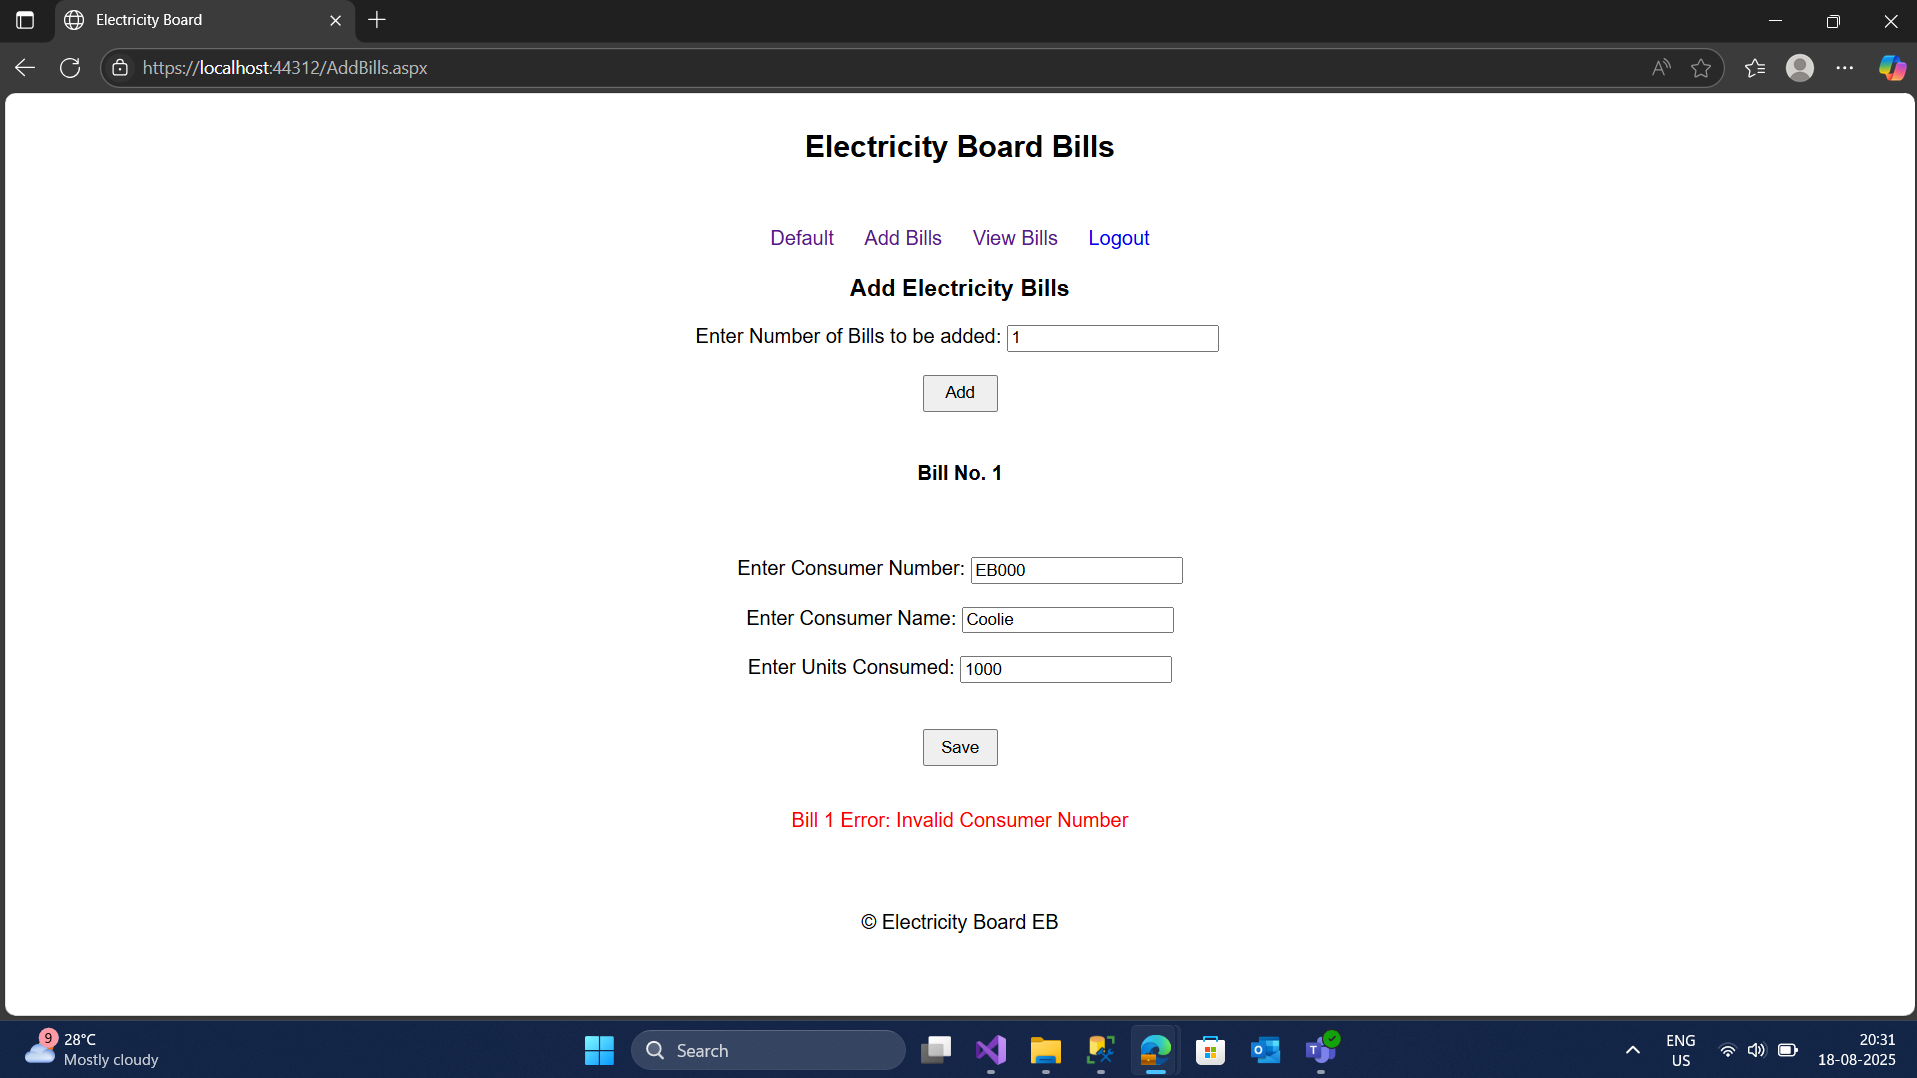 Electricity Board
https://localhost:44312/AddBills.aspx
Electricity Board Bills
Default Add Bills View Bills Logout
Add Electricity Bills
Enter Number of Bills to be added: 1
Add
Bill No. 1
Enter Consumer Number: EB000
Enter Consumer Name: Coolie
Enter Units Consumed: 1000
Save
Bill 1 Error: Invalid Consumer Number
© Electricity Board EB
9
28°C
Mostly cloudy
Search
ENG
US
20:31
18-08-2025